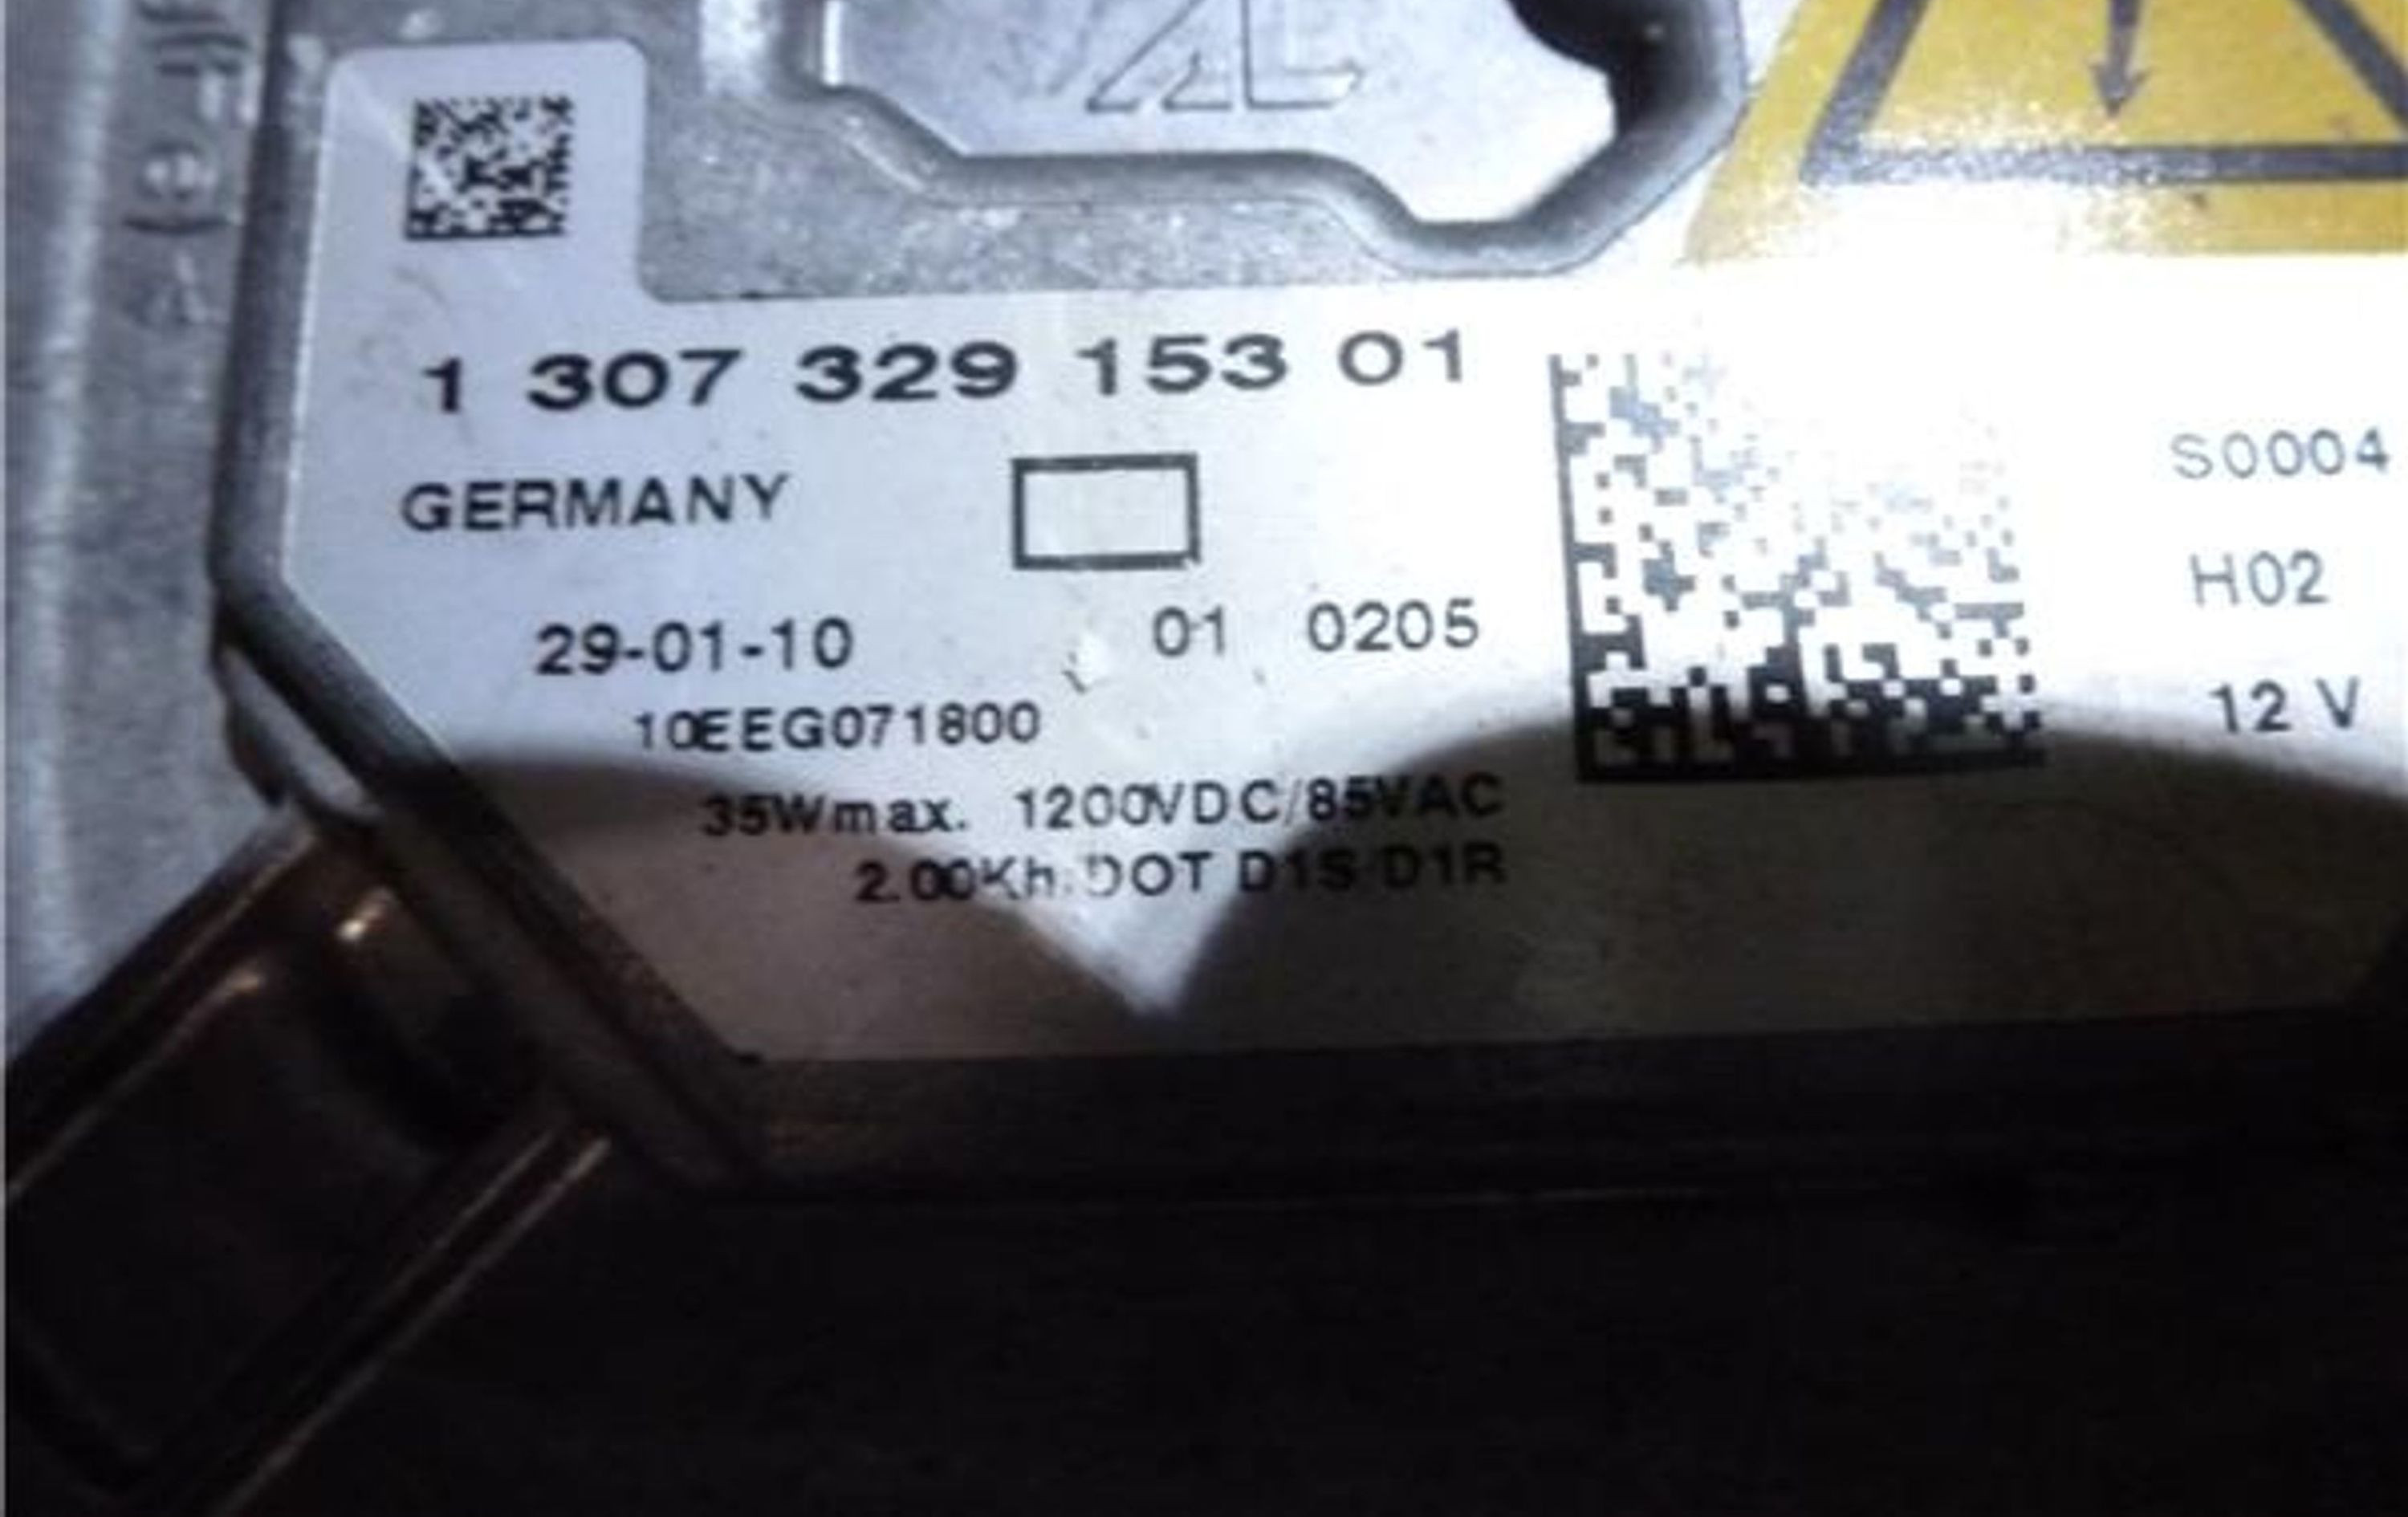 1 307 329 153 01
GERMANY
29-01-10 01 0205
10EEG071800
35Wmax. 1200VDC/85VAC
2.00Kh DOT D1S D1R
S0004
H02
12 V